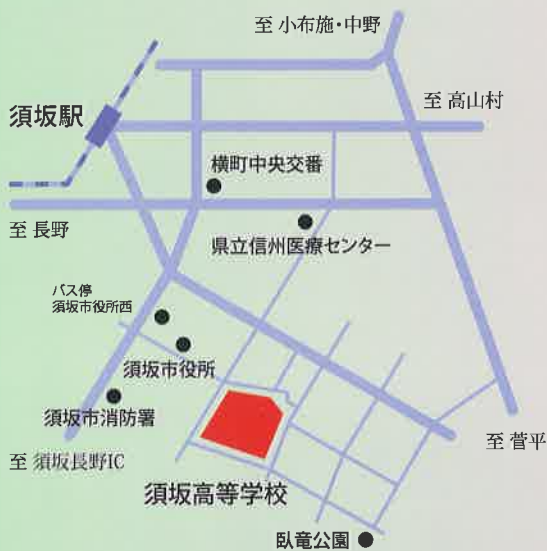 至 小布施・中野
至 高山村
須坂駅
横町中央交番
至 長野
県立信州医療センター
バス停
須坂市役所西
須坂市役所
須坂市消防署
至 須坂長野IC
至 菅平
須坂高等学校
臥竜公園